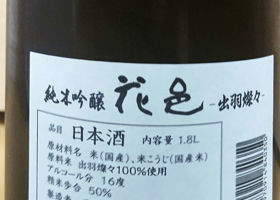 純米吟醸 花邑 -出羽燦々-
品目 日本酒 内容量 1.8L
原材料名 米(国産)、米こうじ(国産米)
原料米 出羽燦々100%使用
アルコール分 16度
精米歩合 50%
製造者